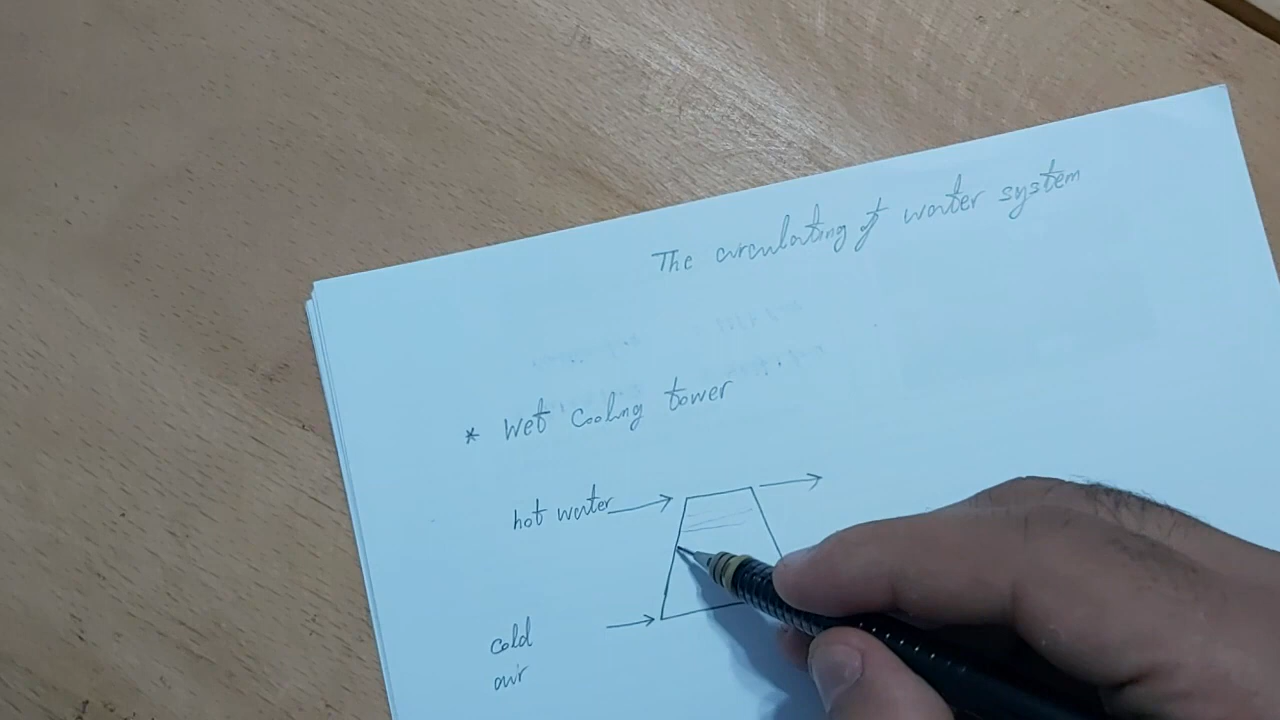 The circulating of water system
* Wet cooling tower
hot water
cold
air